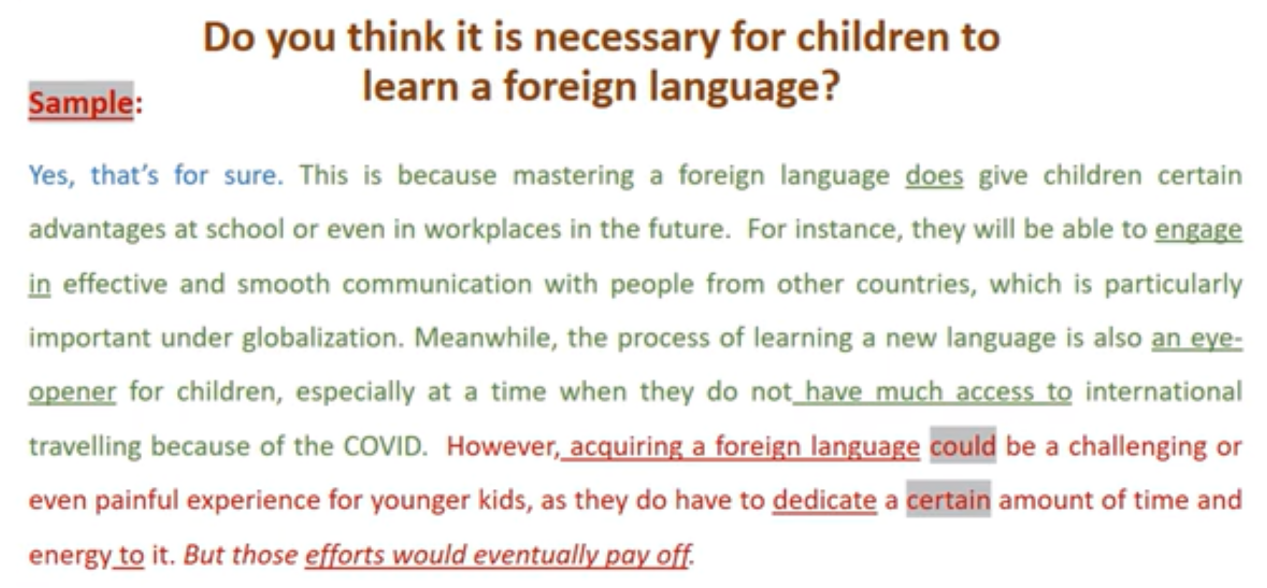 Do you think it is necessary for children to
learn a foreign language?
Sample:
Yes, that's for sure. This is because mastering a foreign language does give children certain
advantages at school or even in workplaces in the future. For instance, they will be able to engage
in effective and smooth communication with people from other countries, which is particularly
important under globalization. Meanwhile, the process of learning a new language is also an eye-
opener for children, especially at a time when they do not have much access to international
travelling because of the COVID. However, acquiring a foreign language could be a challenging or
even painful experience for younger kids, as they do have to dedicate a certain amount of time and
energy to it. But those efforts would eventually pay off.